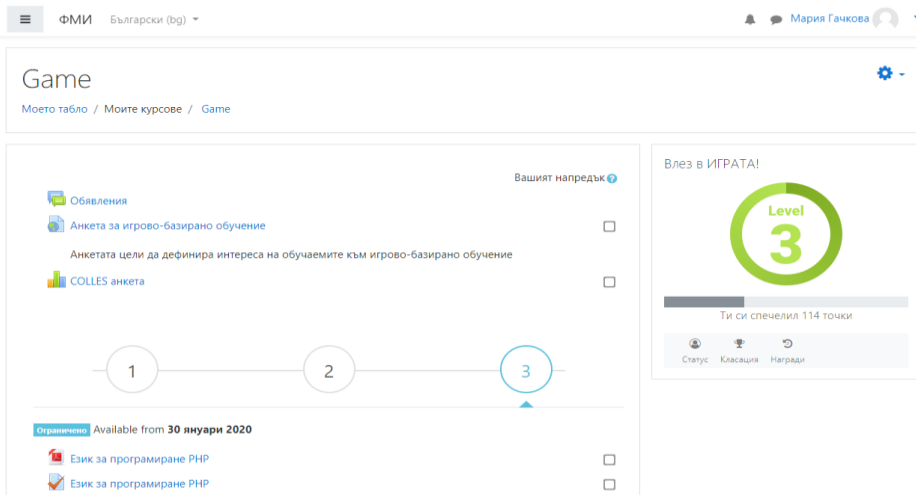 ФМИ Български (bg) Мария Гачкова
Game
Моето табло / Моите курсове / Game
Вашият напредък
Обявления
Анкета за игрово-базирано обучение
Анкетата цели да дефинира интереса на обучаемите към игрово-базирано обучение
COLLES анкета
1 2 3
Ограничено Available from 30 януари 2020
Език за програмиране PHP
Език за програмиране PHP
Влез в ИГРАТА!
Level
3
Ти си спечелил 114 точки
Статус Класация Награди